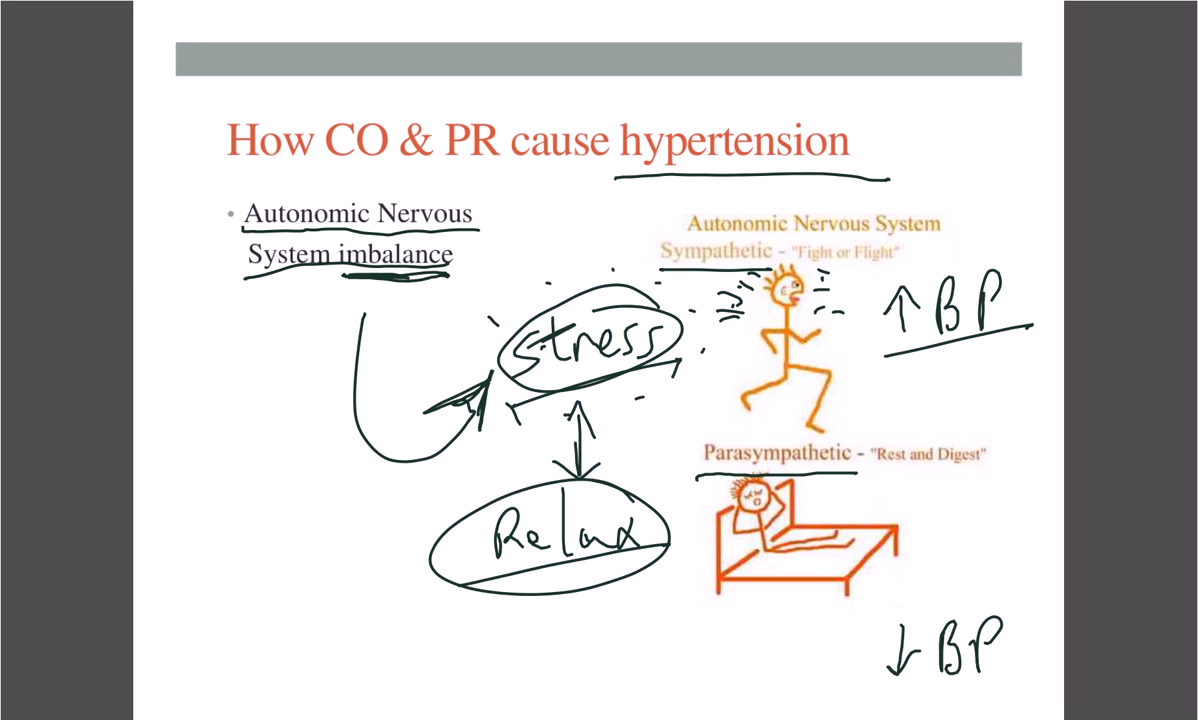 How CO & PR cause hypertension
• Autonomic Nervous
System imbalance
Autonomic Nervous System
Sympathetic - "Fight or Flight"
↑ BP
Stress
Parasympathetic - "Rest and Digest"
Relax
↓ BP